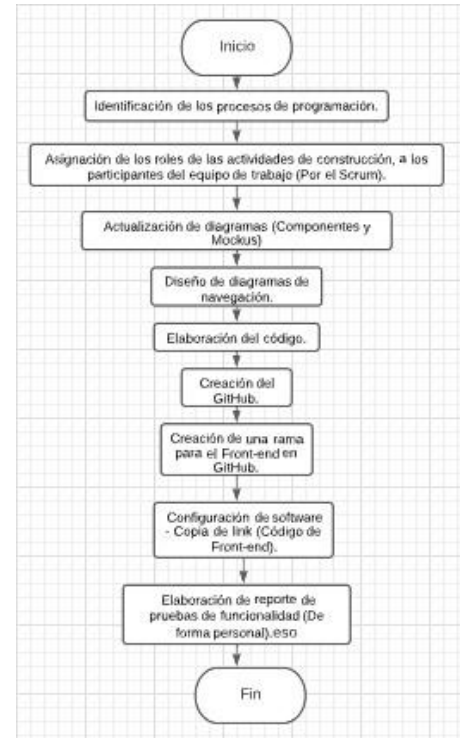 Inicio
Identificación de los procesos de programación.
Asignación de los roles de las actividades de construcción, a los
participantes del equipo de trabajo (Por el Scrum).
Actualización de diagramas (Componentes y
Mockus)
Diseño de diagramas de
navegación.
Elaboración del código.
Creación del
GitHub.
Creación de una rama
para el Front-end en
GitHub.
Configuración de software
- Copia de link (Código de
Front-end).
Elaboración de reporte de
pruebas de funcionalidad (De
forma personal).eso
Fin